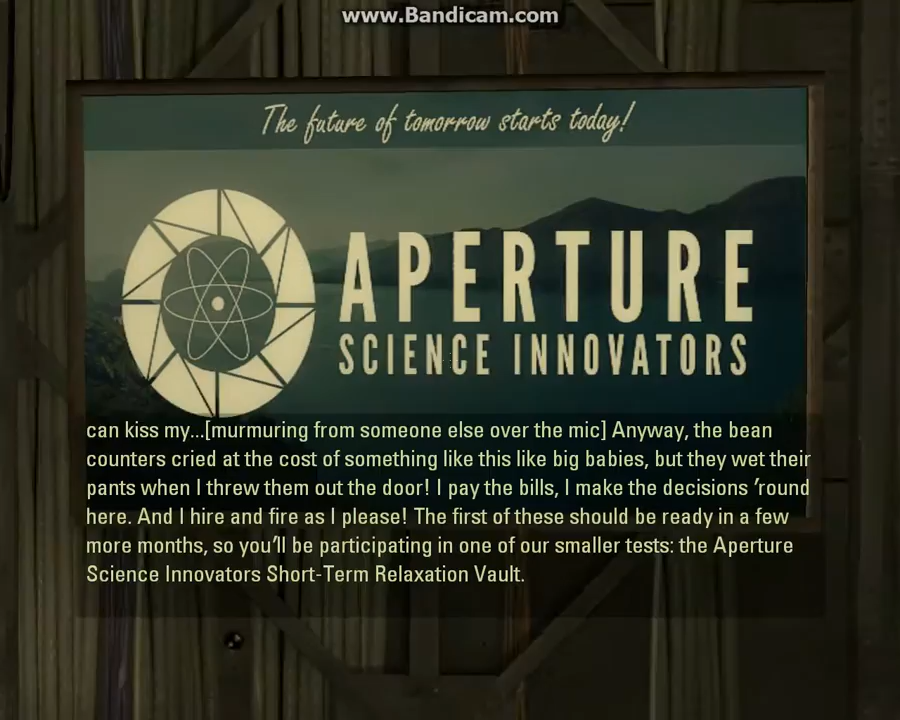 www.Bandicam.com
The future of tomorrow starts today!
APERTURE
SCIENCE INNOVATORS
can kiss my...[murmuring from someone else over the mic] Anyway, the bean
counters cried at the cost of something like this like big babies, but they wet their
pants when I threw them out the door! I pay the bills, I make the decisions 'round
here. And I hire and fire as I please! The first of these should be ready in a few
more months, so you'll be participating in one of our smaller tests: the Aperture
Science Innovators Short-Term Relaxation Vault.